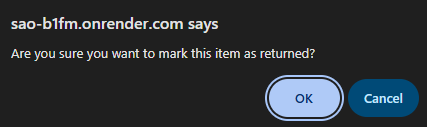 sao-b1fm.onrender.com says
Are you sure you want to mark this item as returned?
OK
Cancel